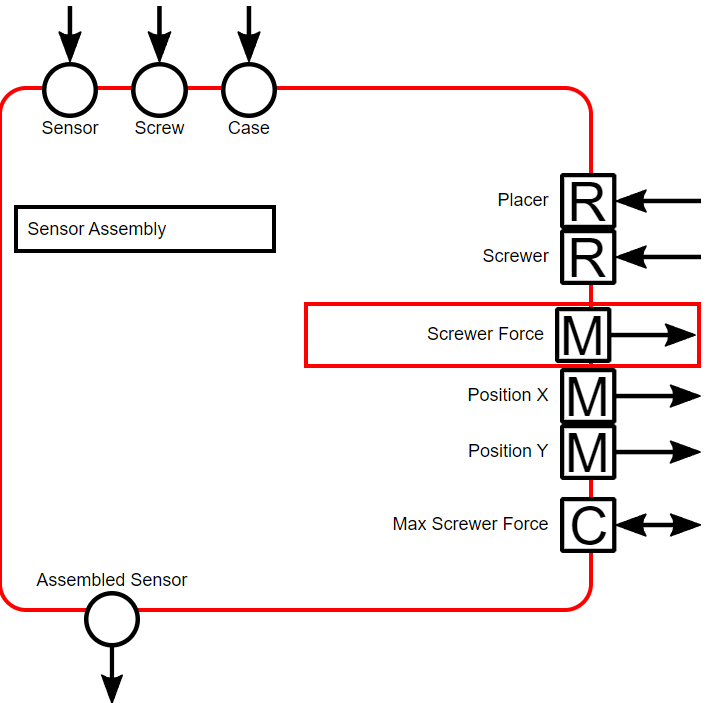 Sensor Screw Case
Placer R
Sensor Assembly
Screwer R
Screwer Force M
Position X M
Position Y M
Max Screwer Force C
Assembled Sensor